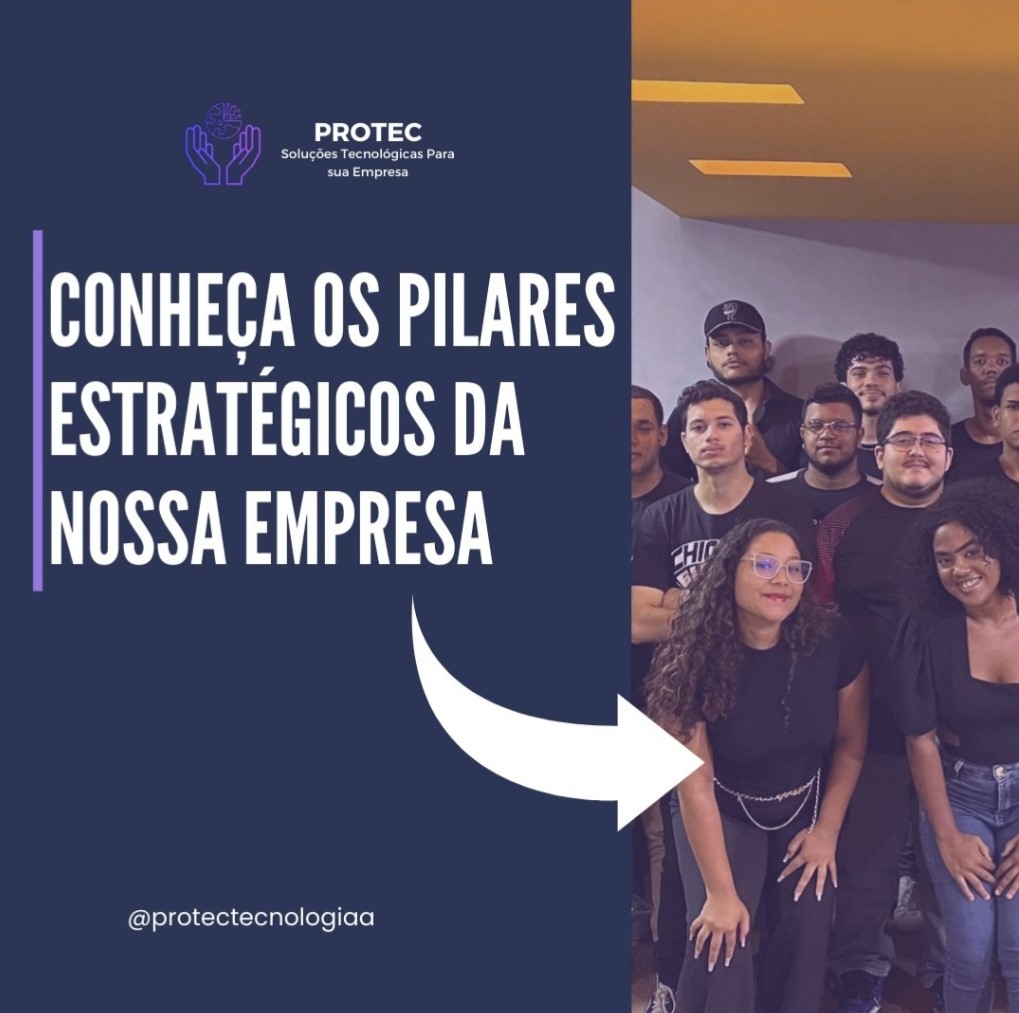 PROTEC
Soluções Tecnológicas Para
sua Empresa
CONHEÇA OS PILARES
ESTRATÉGICOS DA
NOSSA EMPRESA
@protectecnologiaa